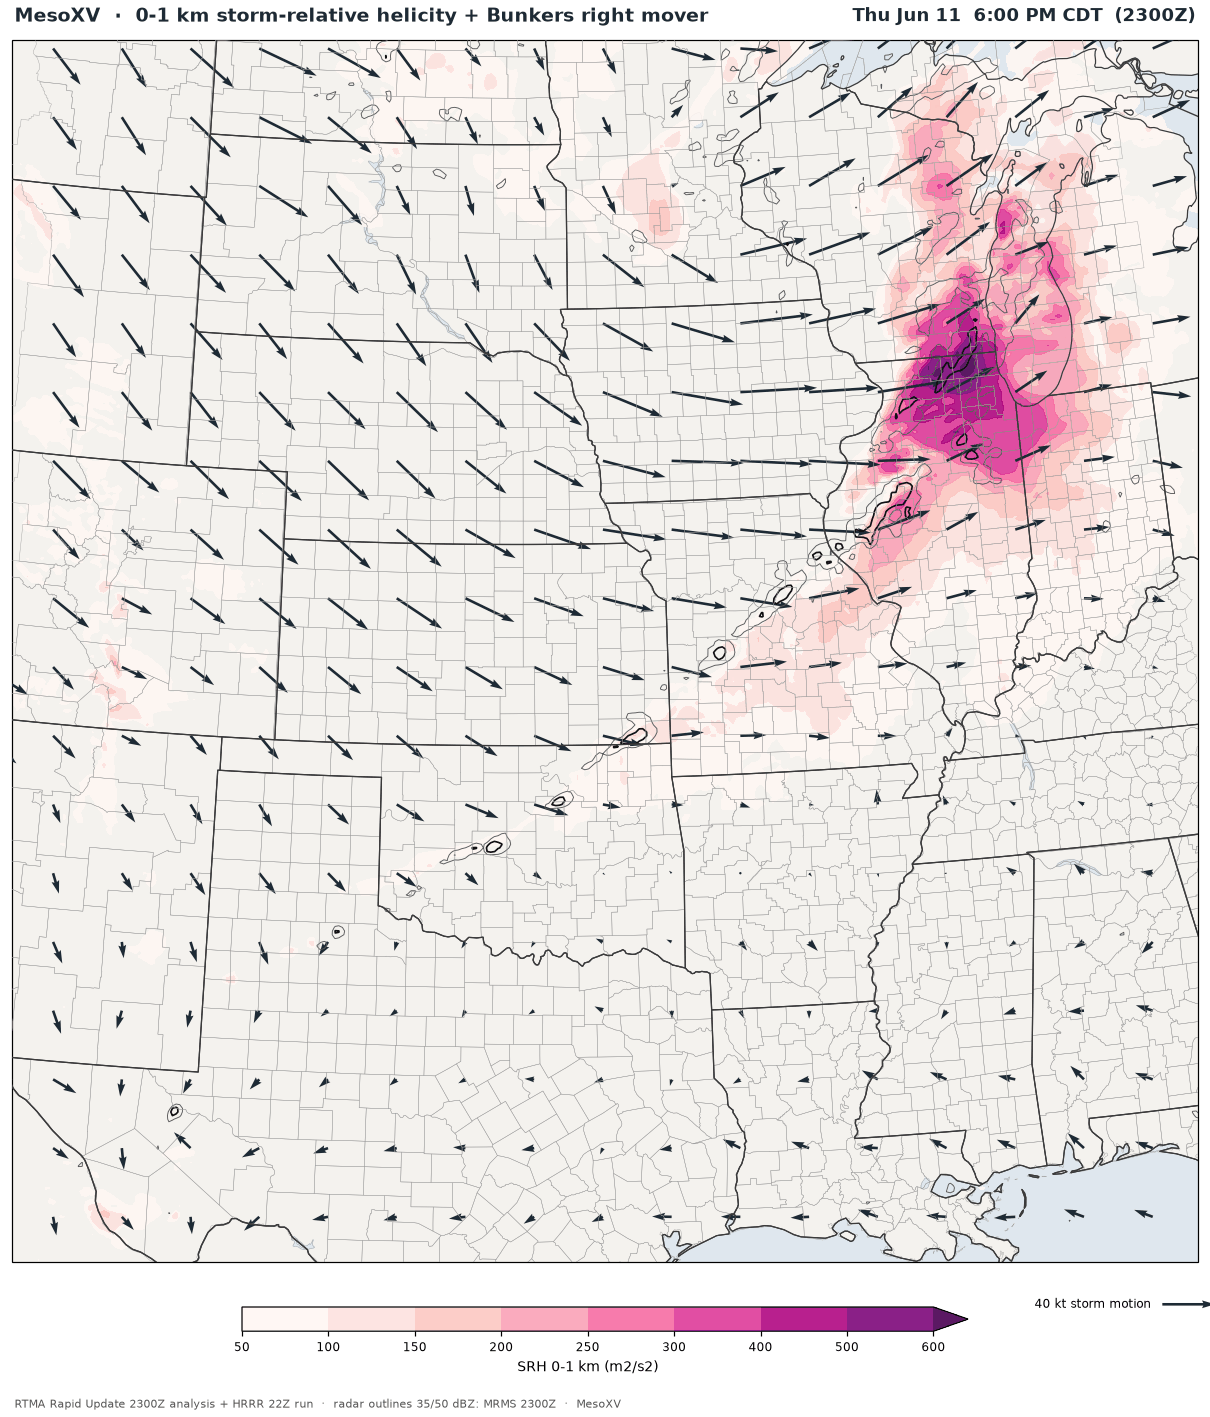 MesoXV · 0-1 km storm-relative helicity + Bunkers right mover
Thu Jun 11 6:00 PM CDT (2300Z)
40 kt storm motion
50 100 150 200 250 300 400 500 600
SRH 0-1 km (m2/s2)
RTMA Rapid Update 2300Z analysis + HRRR 22Z run · radar outlines 35/50 dBZ: MRMS 2300Z · MesoXV